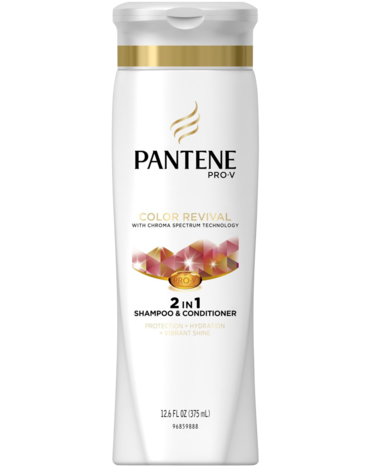 PANTENE
PRO-V
COLOR REVIVAL
WITH CHROMA SPECTRUM TECHNOLOGY
PRO-V
2 IN 1
SHAMPOO & CONDITIONER
PROTECTION + HYDRATION
+ VIBRANT SHINE
12.6 FL OZ (375 mL)
96859888